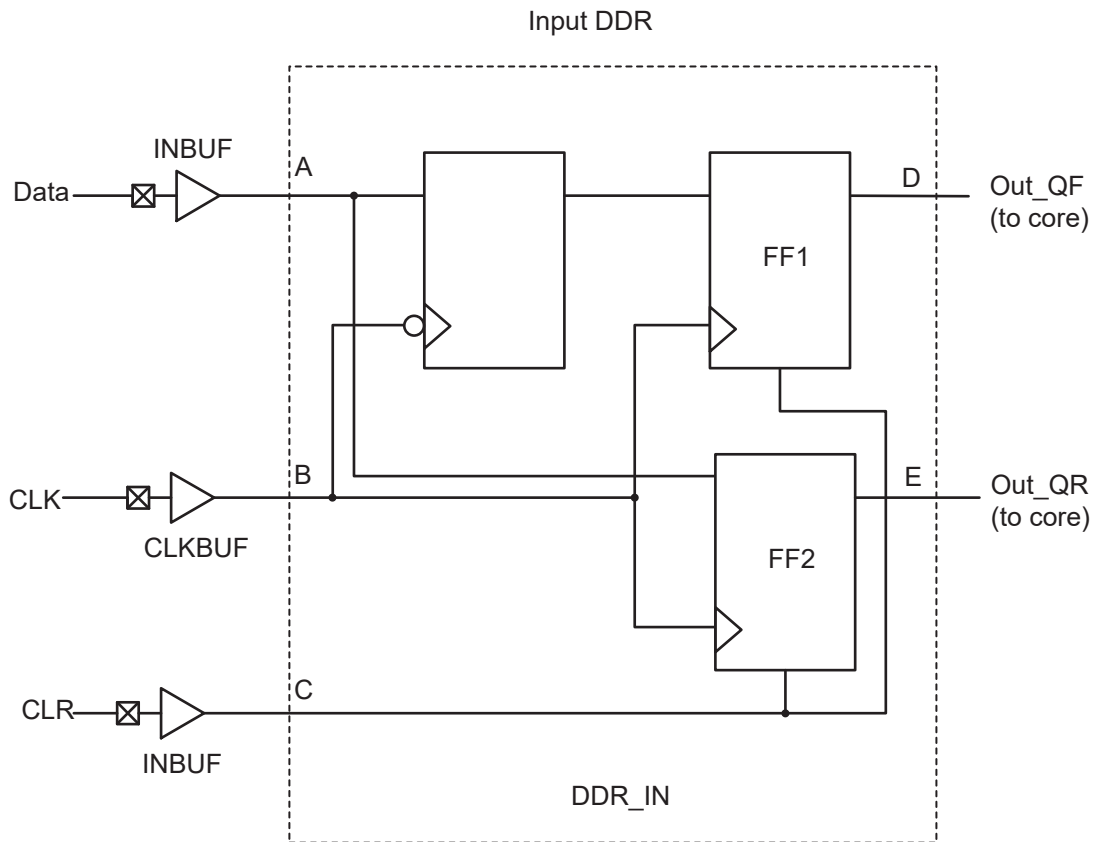 Input DDR
INBUF
Data
A
D
Out_QF
(to core)
FF1
CLK
CLKBUF
B
E
Out_QR
(to core)
FF2
CLR
INBUF
C
DDR_IN